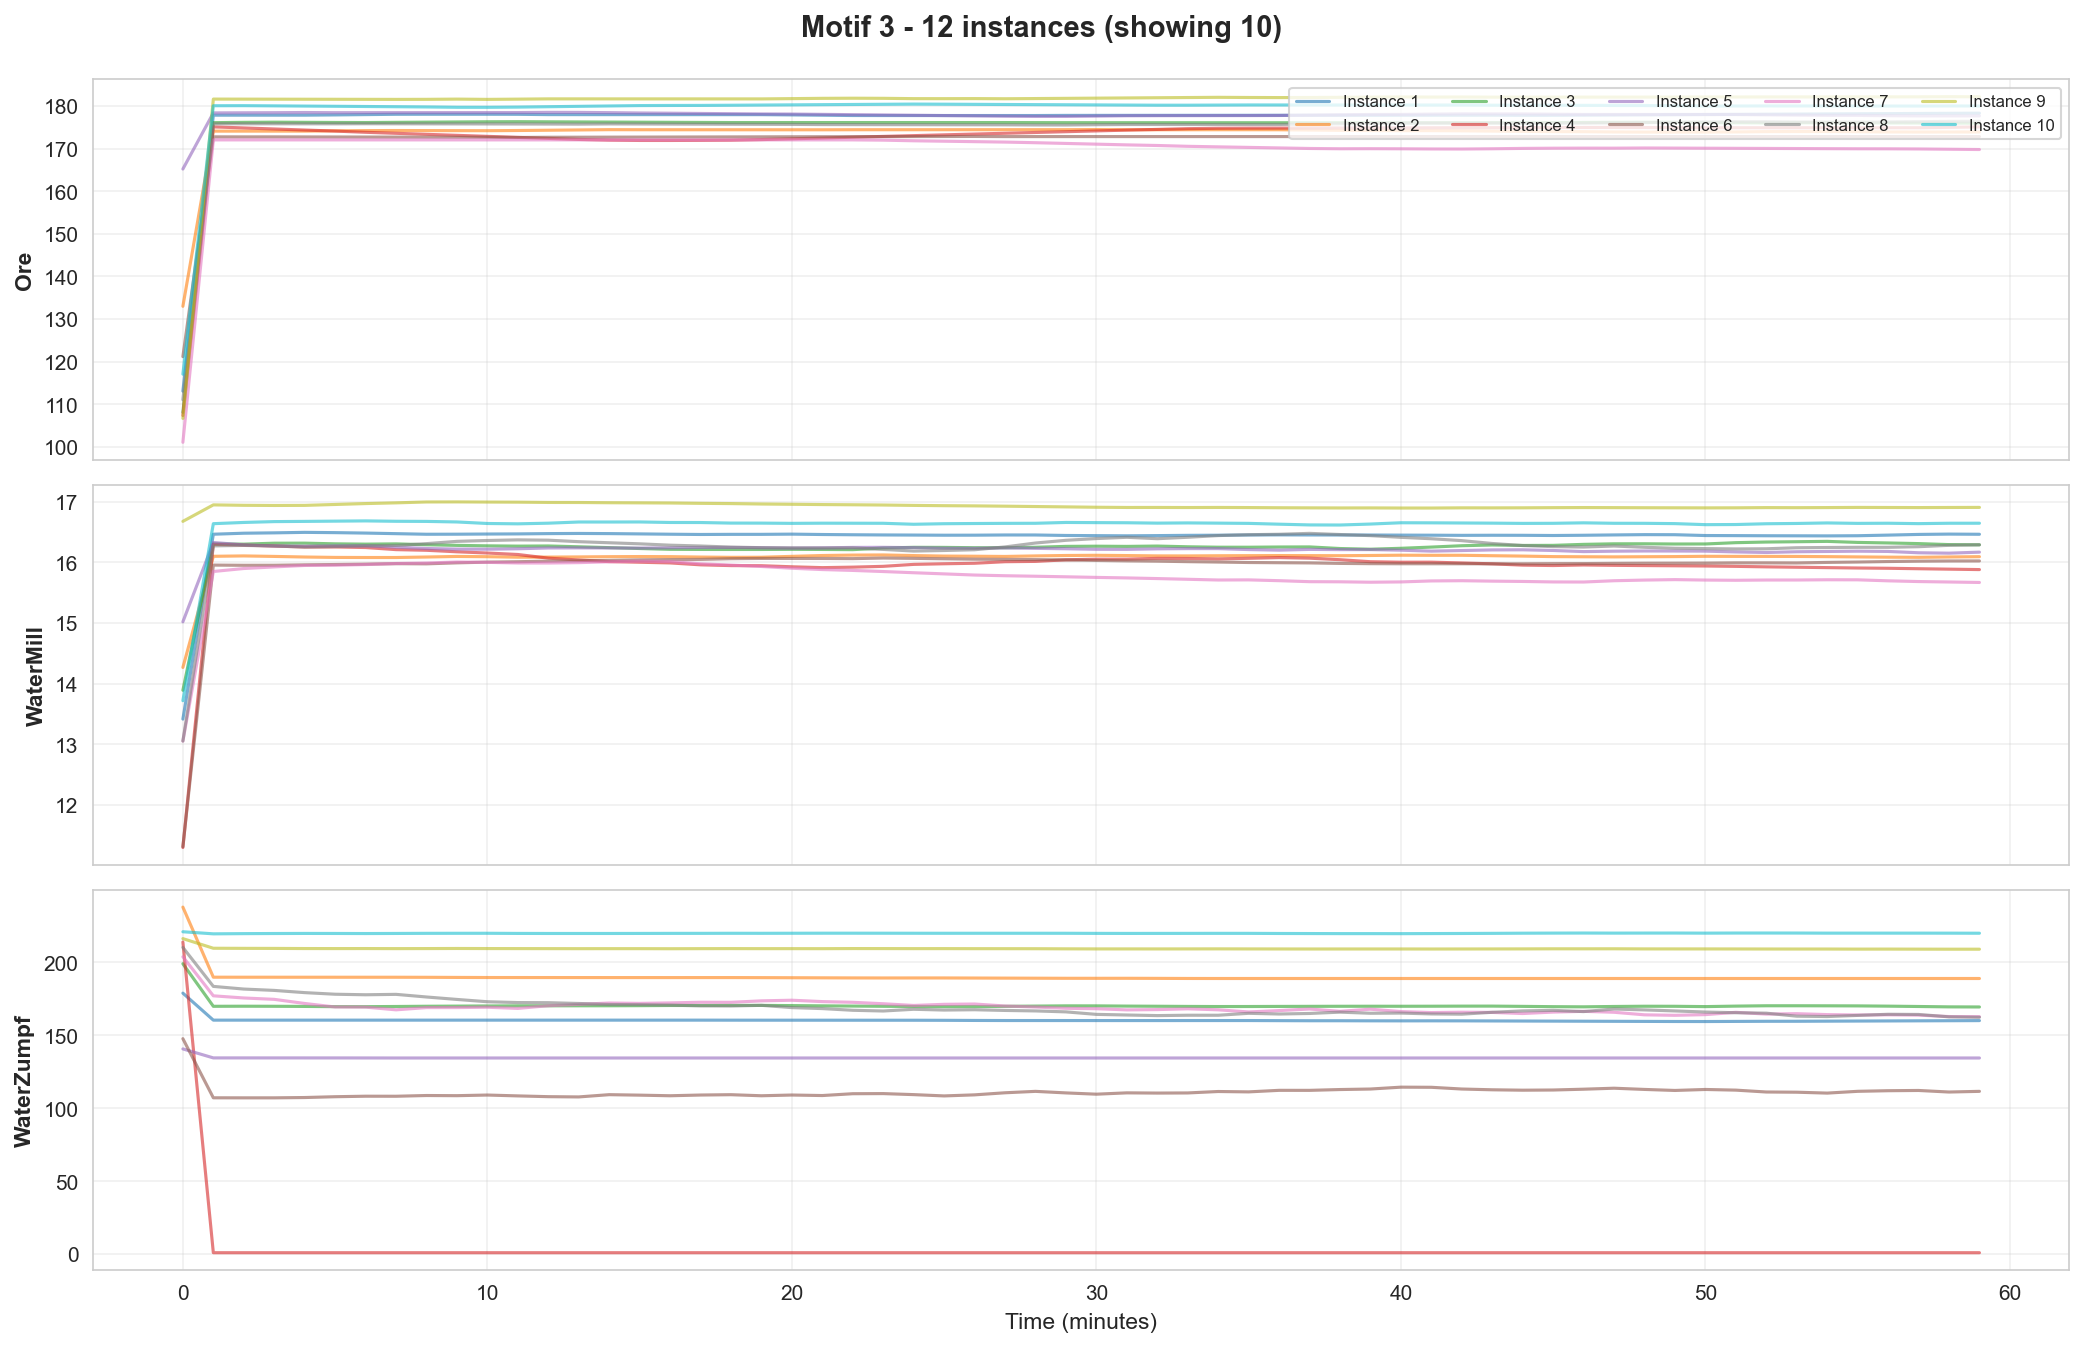 Motif 3 - 12 instances (showing 10)
Instance 1 Instance 3 Instance 5 Instance 7 Instance 9
Instance 2 Instance 4 Instance 6 Instance 8 Instance 10
Ore
180
170
160
150
140
130
120
110
100
WaterMill
17
16
15
14
13
12
WaterZumpf
200
150
100
50
0
0 10 20 30 40 50 60
Time (minutes)